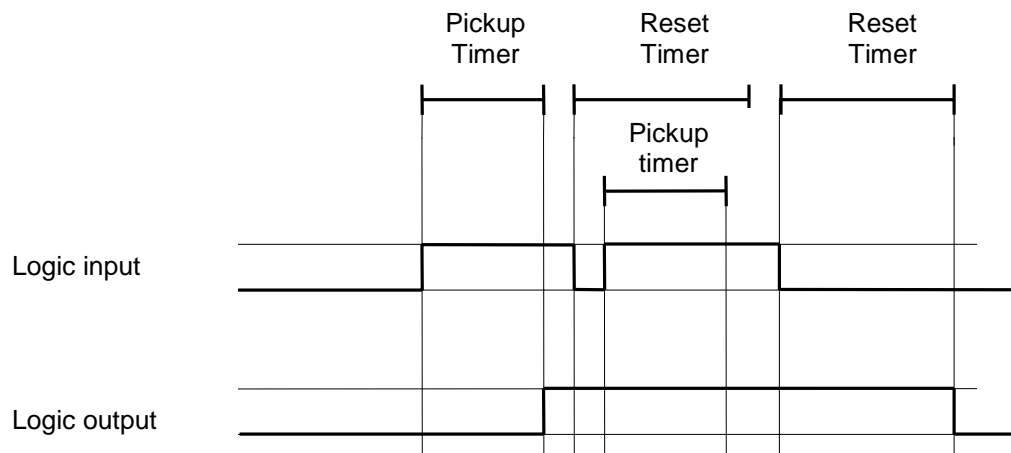 Pickup
Timer
Reset
Timer
Reset
Timer
Pickup
timer
Logic input
Logic output